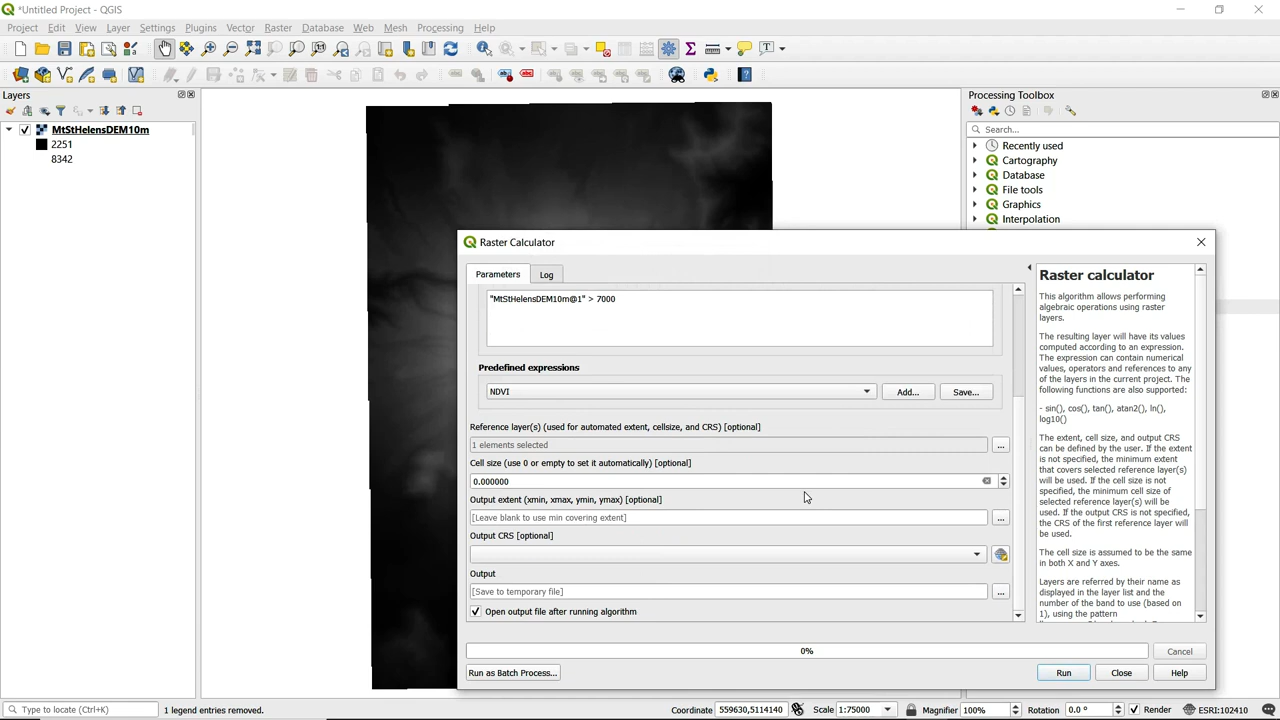 *Untitled Project - QGIS
Project Edit View Layer Settings Plugins Vector Raster Database Web Mesh Processing Help
Layers
MtStHelensDEM10m
2251
8342
Processing Toolbox
Search...
Recently used
Cartography
Database
File tools
Graphics
Interpolation
Raster Calculator
Parameters
Log
"MtStHelensDEM10m@1" > 7000
Predefined expressions
NDVI
Add...
Save...
Reference layer(s) (used for automated extent, cellsize, and CRS) [optional]
1 elements selected
...
Cell size (use 0 or empty to set it automatically) [optional]
0.000000
Output extent (xmin, xmax, ymin, ymax) [optional]
[Leave blank to use min covering extent]
...
Output CRS [optional]
Output
[Save to temporary file]
...
Open output file after running algorithm
Raster calculator
This algorithm allows performing
algebraic operations using raster
layers.
The resulting layer will have its values
computed according to an expression.
The expression can contain numerical
values, operators and references to any
of the layers in the current project. The
following functions are also supported:
- sin(), cos(), tan(), atan2(), ln(),
log10()
The extent, cell size, and output CRS
can be defined by the user. If the extent
is not specified, the minimum extent
that covers selected reference layer(s)
will be used. If the cell size is not
specified, the minimum cell size of
selected reference layer(s) will be
used. If the output CRS is not specified,
the CRS of the first reference layer will
be used.
The cell size is assumed to be the same
in both X and Y axes.
Layers are referred by their name as
displayed in the layer list and the
number of the band to use (based on
1), using the pattern
0%
Cancel
Run as Batch Process...
Run
Close
Help
Type to locate (Ctrl+K)
1 legend entries removed.
Coordinate 559630,5114140
Scale 1:75000
Magnifier 100%
Rotation 0.0 °
Render
ESRI:102410